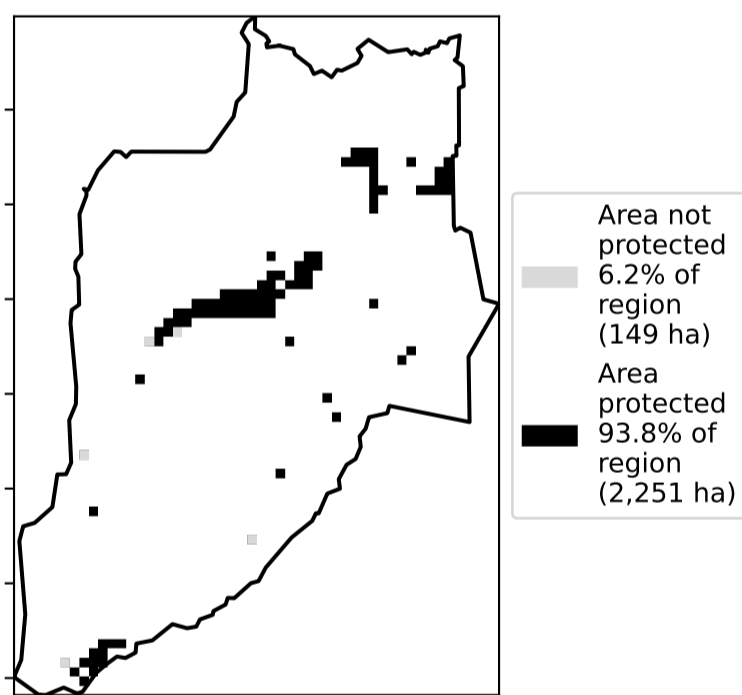 Area not
protected
6.2% of
region
(149 ha)
Area
protected
93.8% of
region
(2,251 ha)